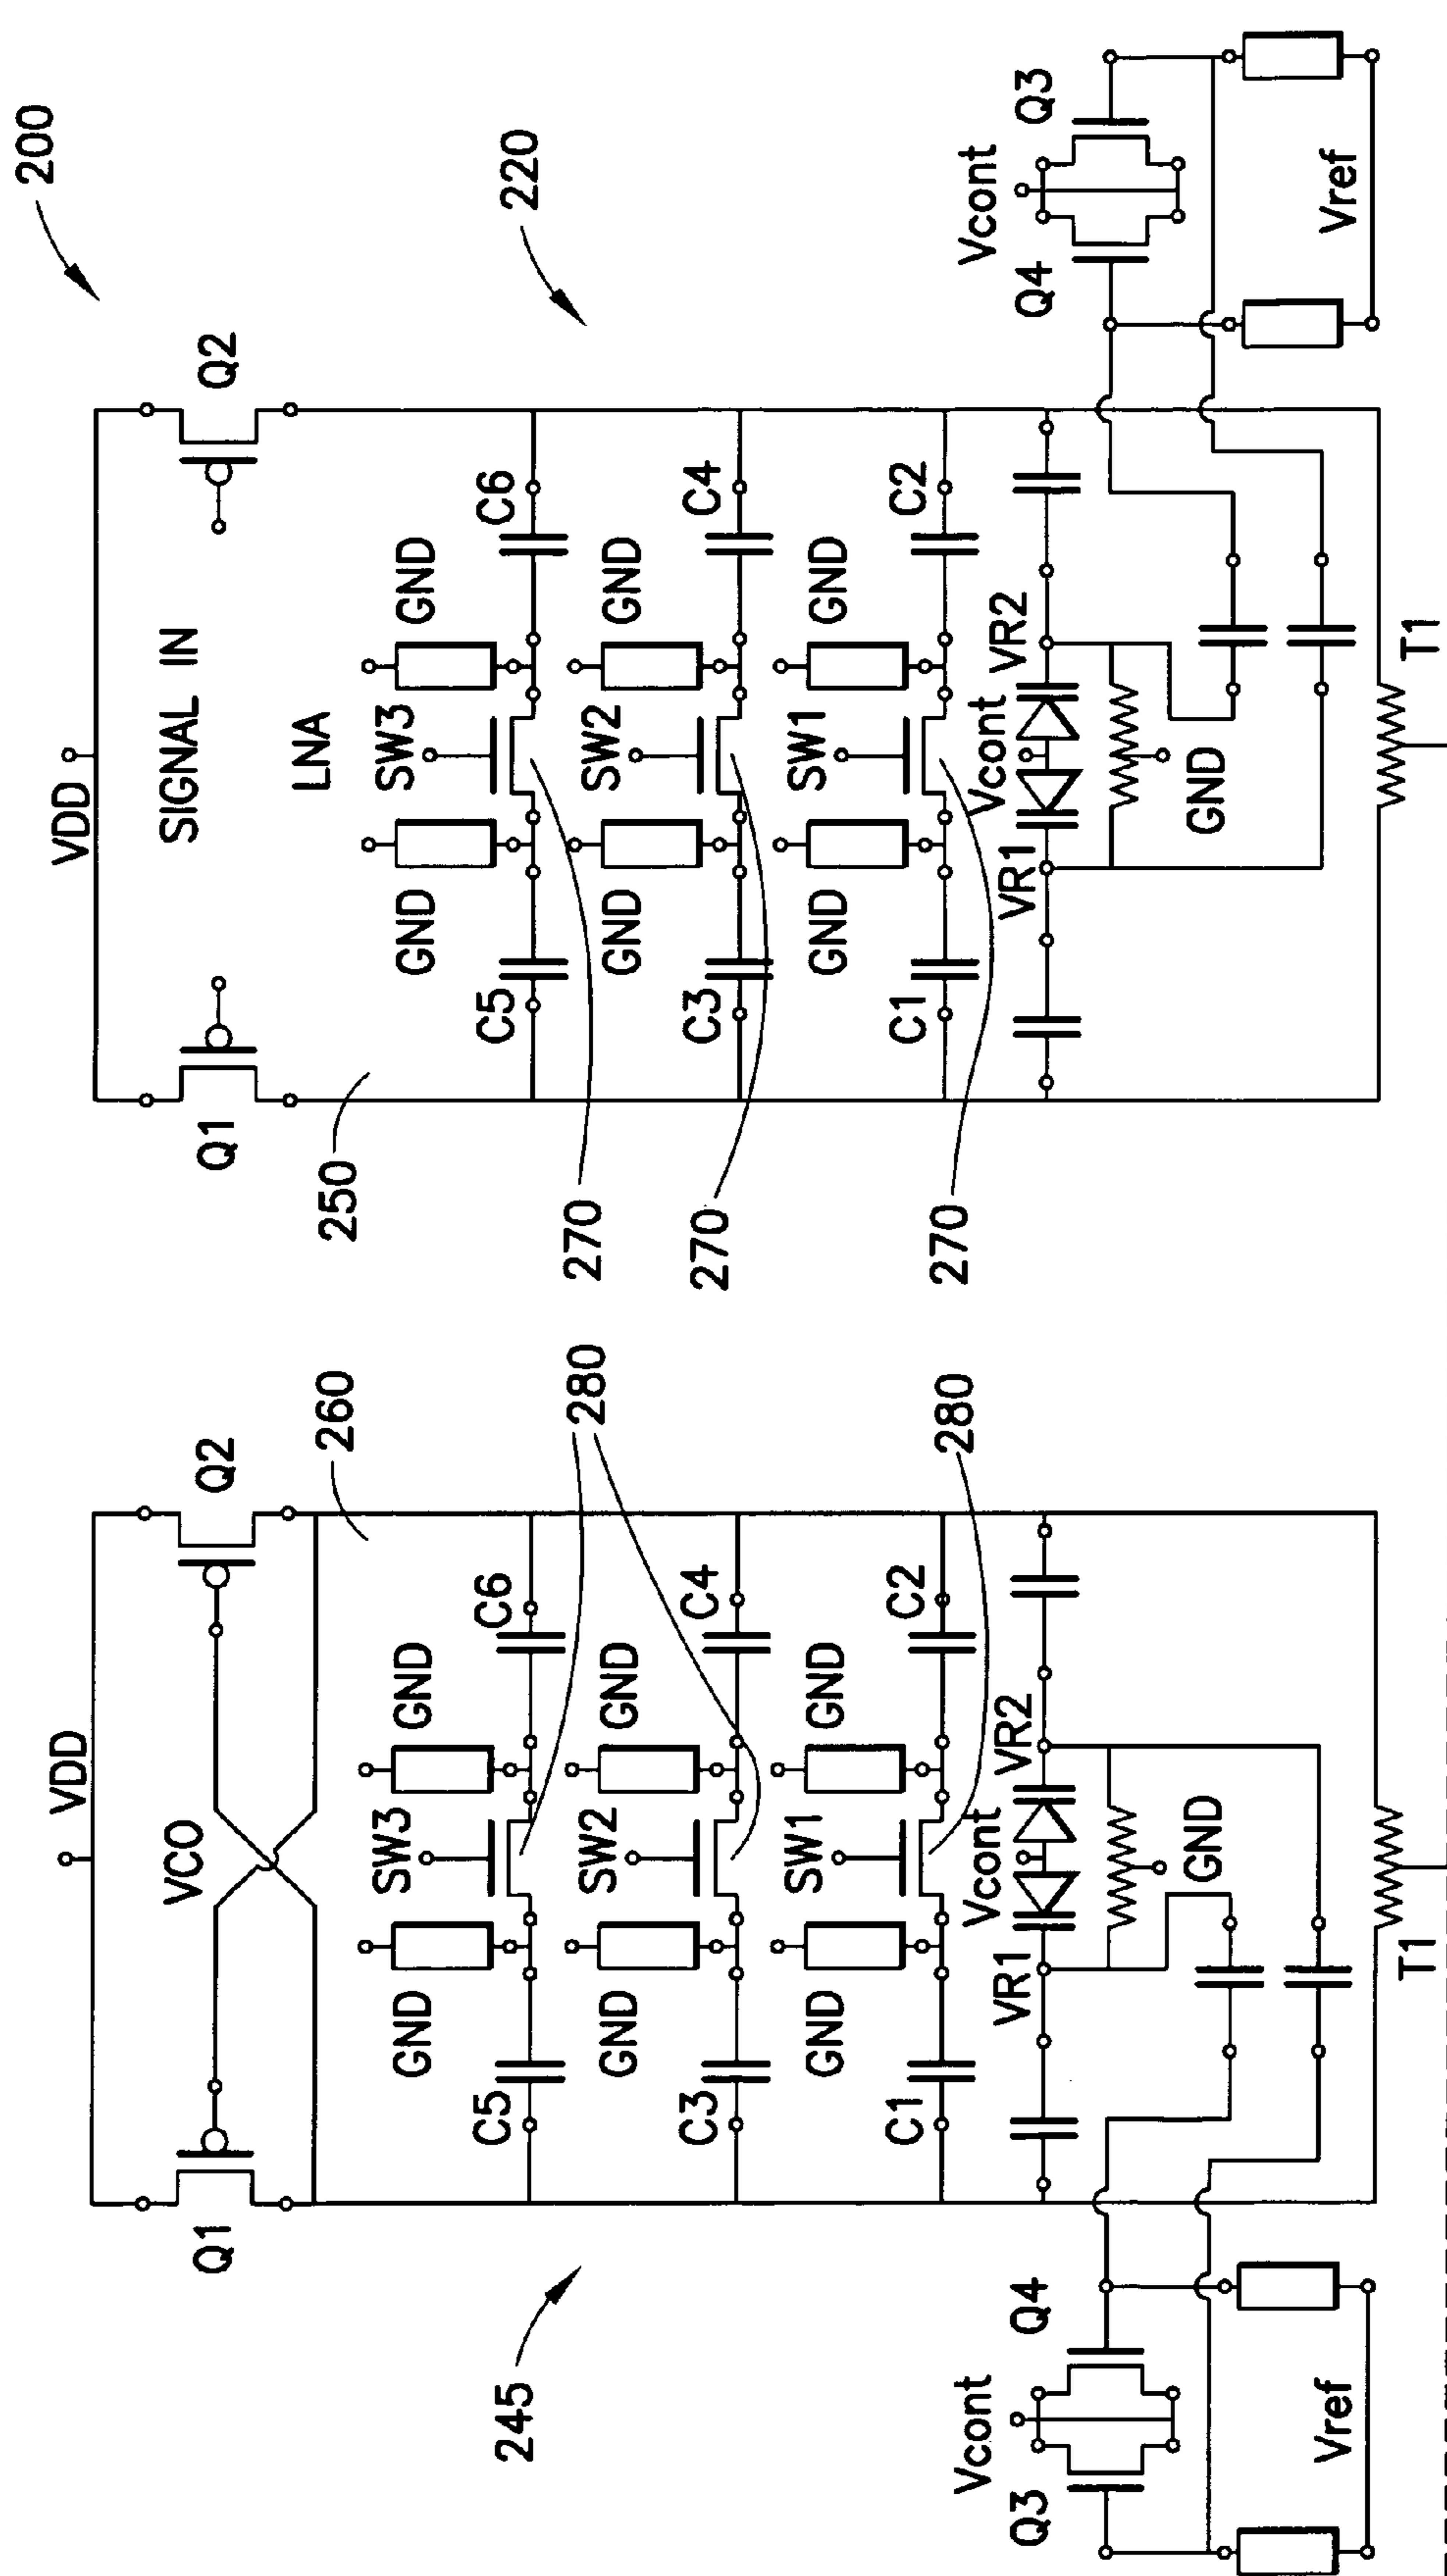 200
220
VDD
SIGNAL IN
LNA
Q1
Q2
250
GND
SW3
GND
C5
C6
GND
SW2
GND
C3
C4
GND
SW1
GND
C1
C2
270
270
270
VR1
Vcont
VR2
GND
T1
Vcont
Q4
Q3
Vref
245
VDD
VCO
Q1
Q2
260
GND
SW3
GND
C5
C6
GND
SW2
GND
C3
C4
GND
SW1
GND
C1
C2
280
280
VR1
Vcont
VR2
GND
T1
Vcont
Q3
Q4
Vref